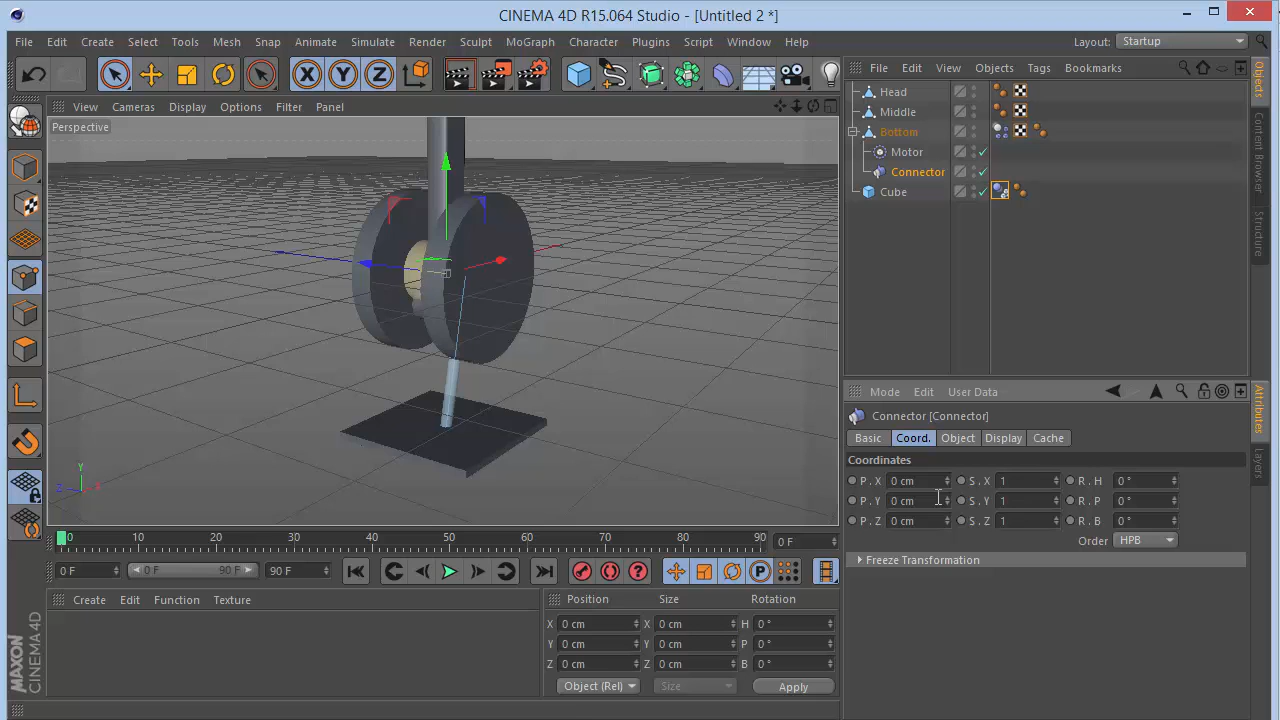 CINEMA 4D R15.064 Studio - [Untitled 2 *]
File Edit Create Select Tools Mesh Snap Animate Simulate Render Sculpt MoGraph Character Plugins Script Window Help Layout: Startup
X Y Z
View Cameras Display Options Filter Panel
Perspective
Y
Z X
File Edit View Objects Tags Bookmarks
Head
Middle
Bottom
Motor
Connector
Cube
Objects
Content Browser
Structure
Mode Edit User Data
Connector [Connector]
Basic Coord. Object Display Cache
Coordinates
P . X 0 cm S . X 1 R . H 0 °
P . Y 0 cm S . Y 1 R . P 0 °
P . Z 0 cm S . Z 1 R . B 0 °
Order HPB
Freeze Transformation
Attributes
Layers
0 10 20 30 40 50 60 70 80 90 0 F
0 F 0 F 90 F 90 F
P
Create Edit Function Texture
Position Size Rotation
X 0 cm X 0 cm H 0 °
Y 0 cm Y 0 cm P 0 °
Z 0 cm Z 0 cm B 0 °
Object (Rel) Size Apply
MAXON
CINEMA 4D